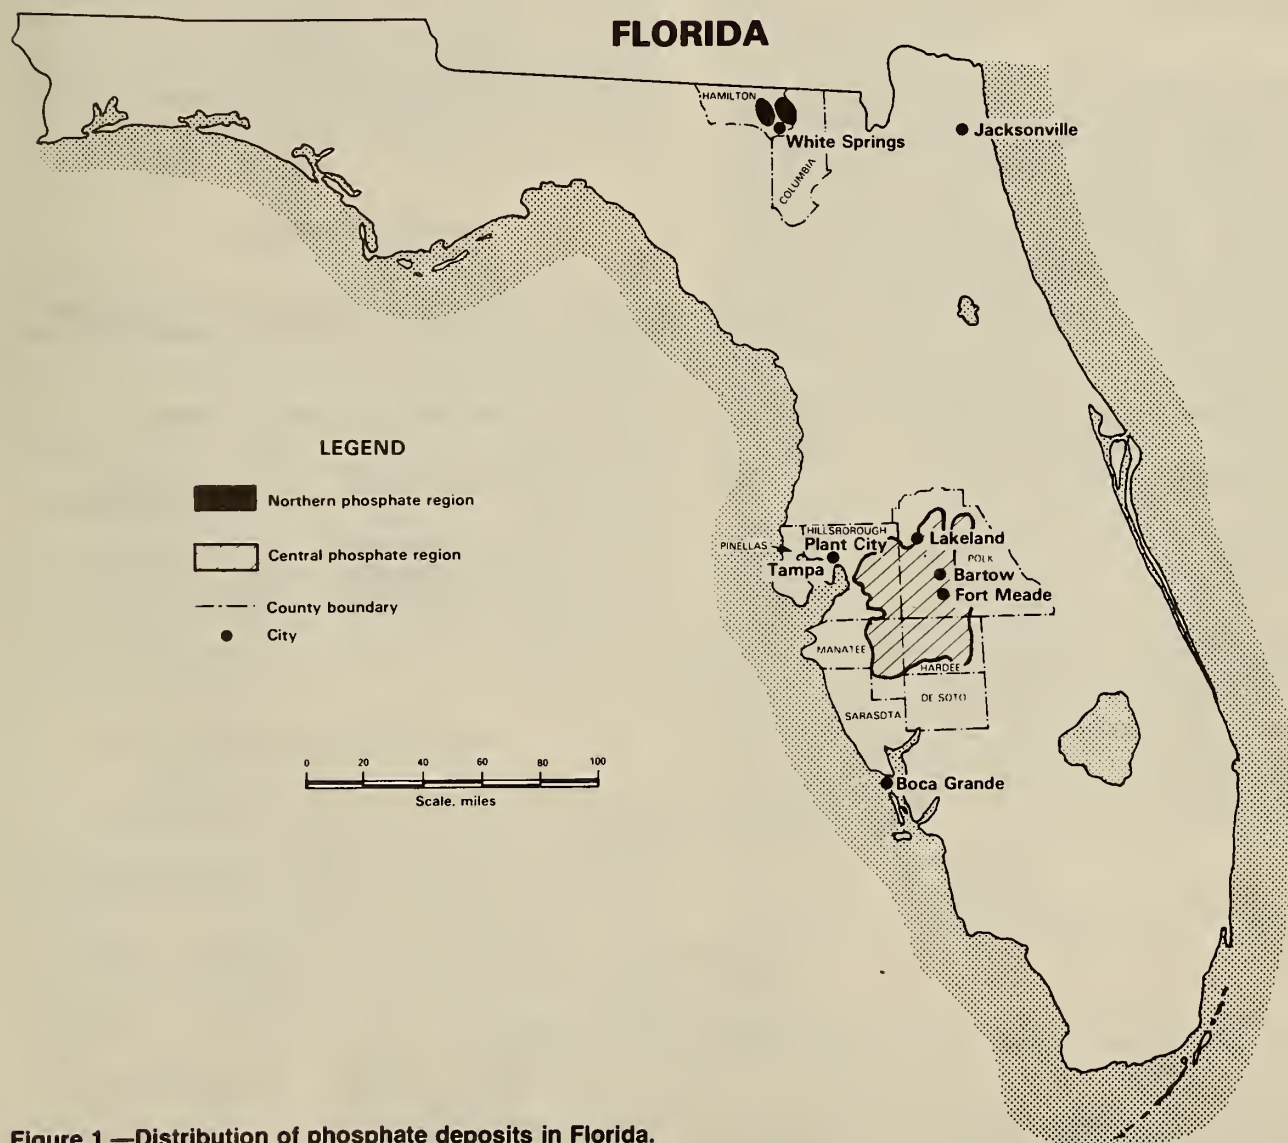 FLORIDA
HAMILTON
White Springs
COLUMBIA
Jacksonville
LEGEND
Northern phosphate region
Central phosphate region
County boundary
City
PINELLAS
HILLSBOROUGH
Plant City
Tampa
Lakeland
POLK
Bartow
Fort Meade
MANATEE
HARDEE
DE SOTO
SARASOTA
Boca Grande
0 20 40 60 80 100
Scale, miles
Figure 1.—Distribution of phosphate deposits in Florida.